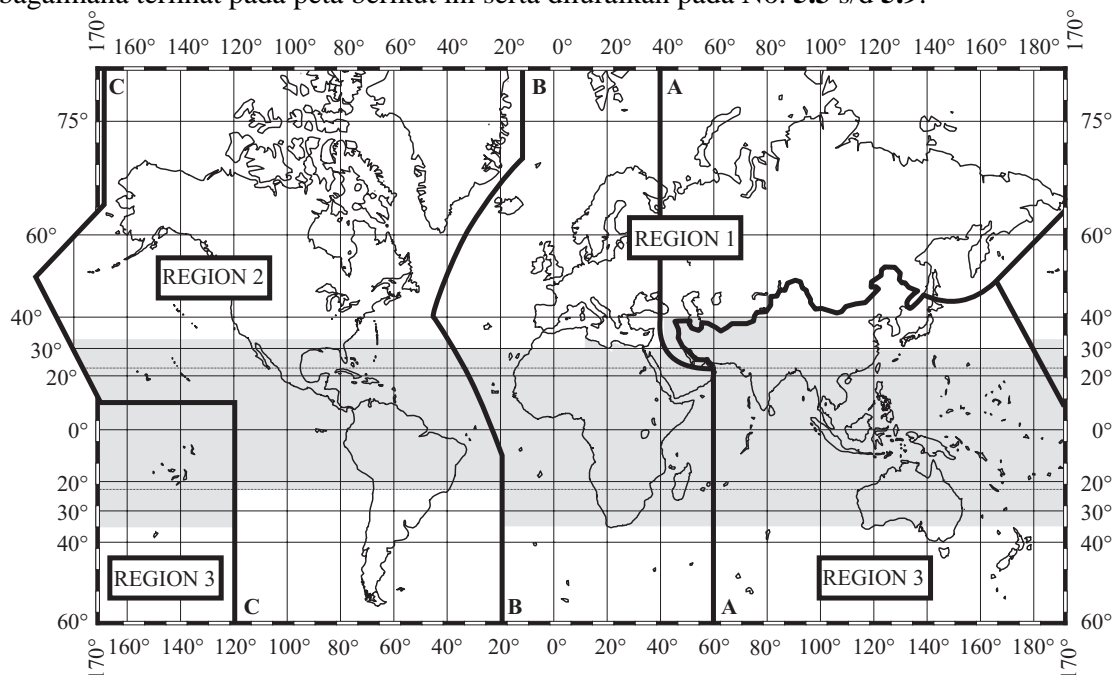 bagaimana terlihat pada peta berikut ini serta diuraikan pada No.
170° 160° 140° 120° 100° 80° 60° 40° 20° 0° 20° 40° 60° 80° 100° 120° 140° 160° 180° 170°
C B A
75° 75°
REGION 1
60° 60°
REGION 2
40° 40°
30° 30°
20° 20°
0° 0°
20° 20°
30° 30°
40° 40°
REGION 3 REGION 3
C B A
60° 60°
170° 160° 140° 120° 100° 80° 60° 40° 20° 0° 20° 40° 60° 80° 100° 120° 140° 160° 180° 170°